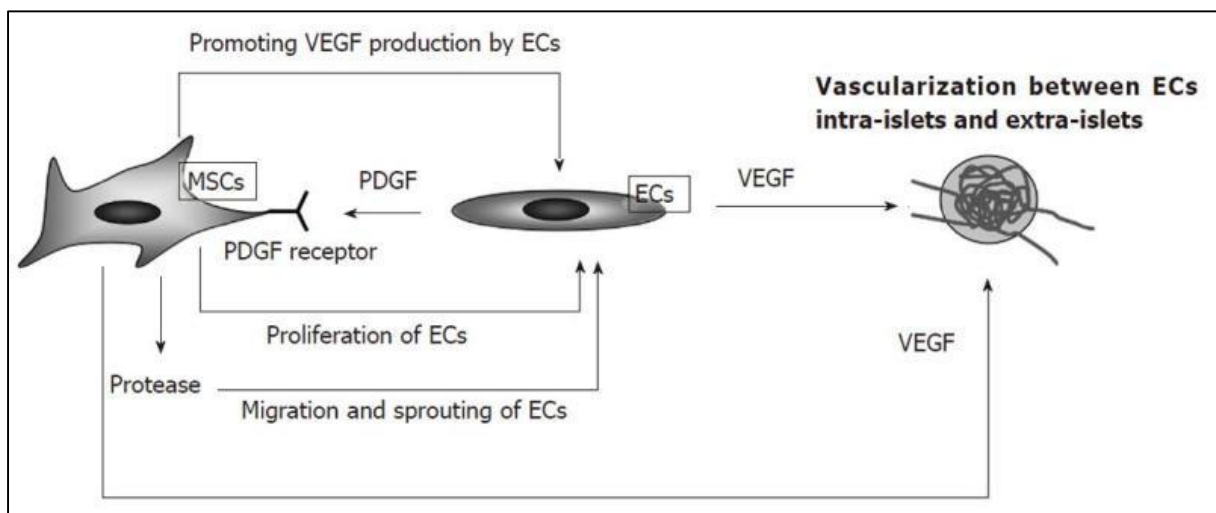 Promoting VEGF production by ECs
Vascularization between ECs
intra-islets and extra-islets
MSCs
PDGF
ECs
VEGF
PDGF receptor
Proliferation of ECs
VEGF
Protease
Migration and sprouting of ECs